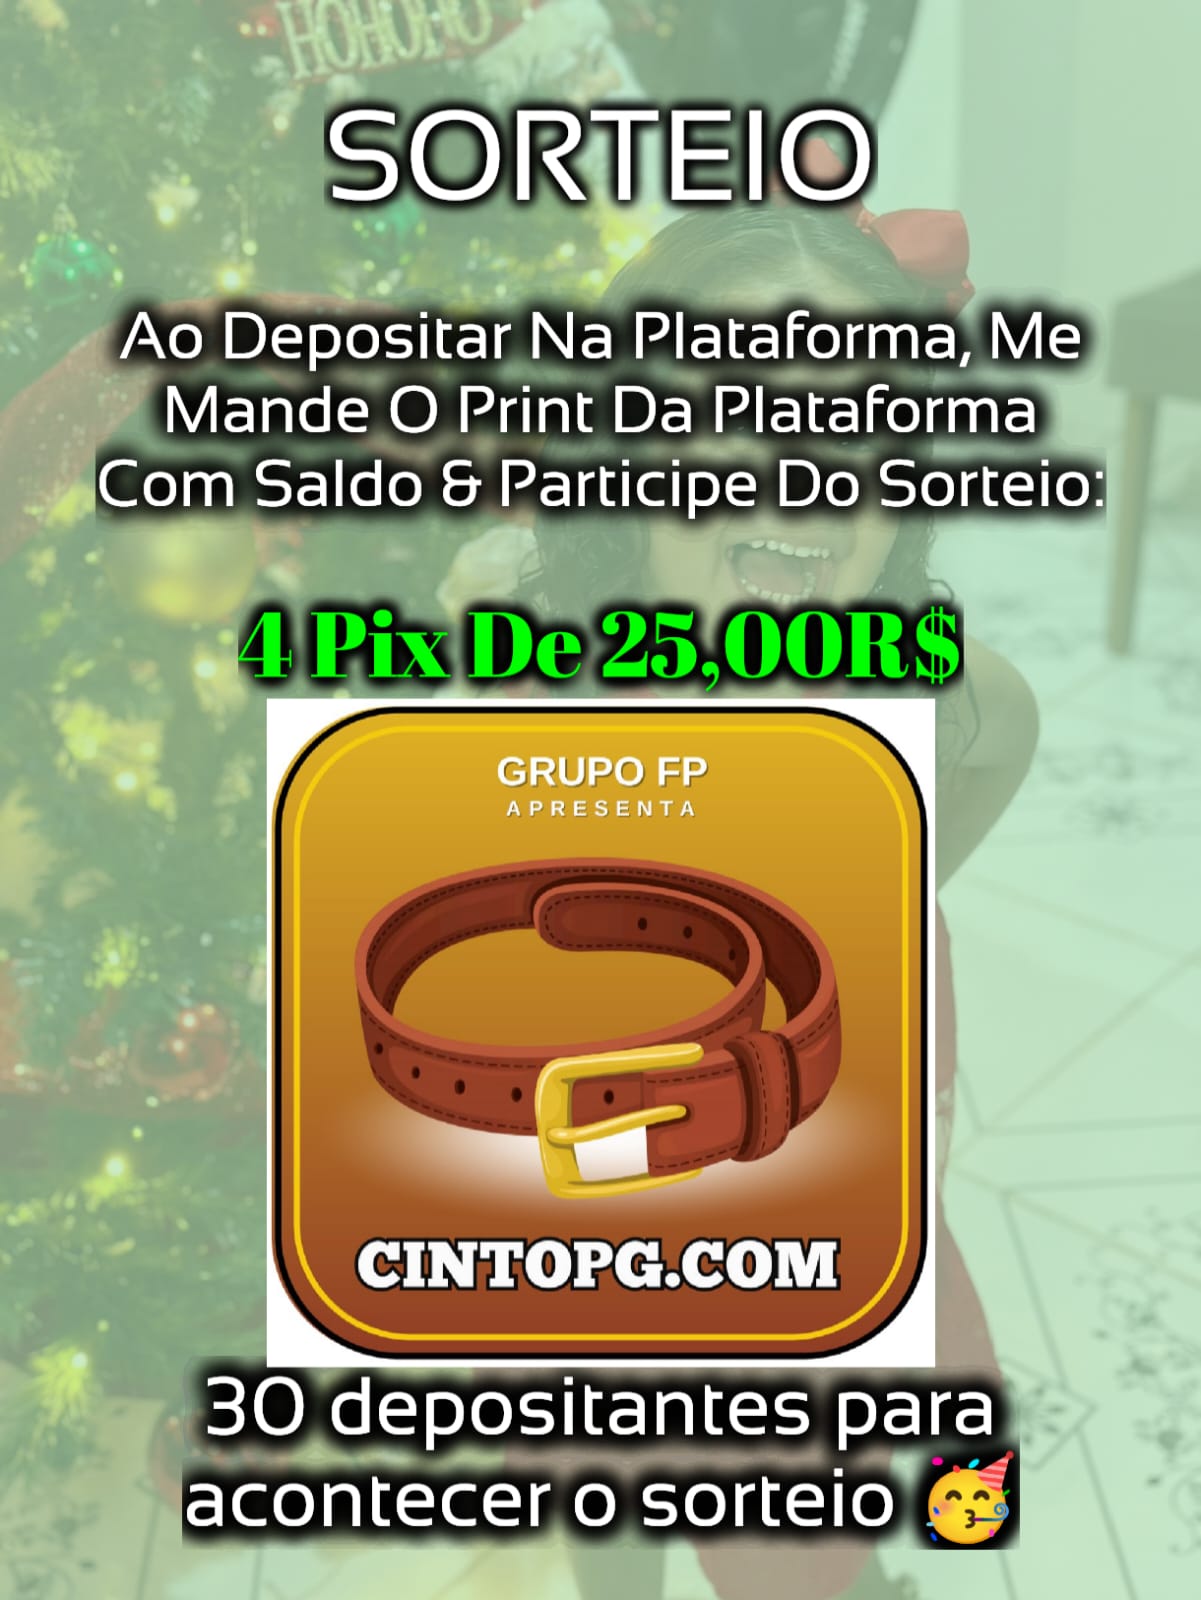 HOHOHO
SORTEIO
Ao Depositar Na Plataforma, Me
Mande O Print Da Plataforma
Com Saldo & Participe Do Sorteio:
4 Pix De 25,00R$
GRUPO FP
APRESENTA
CINTOPG.COM
30 depositantes para
acontecer o sorteio 🥳